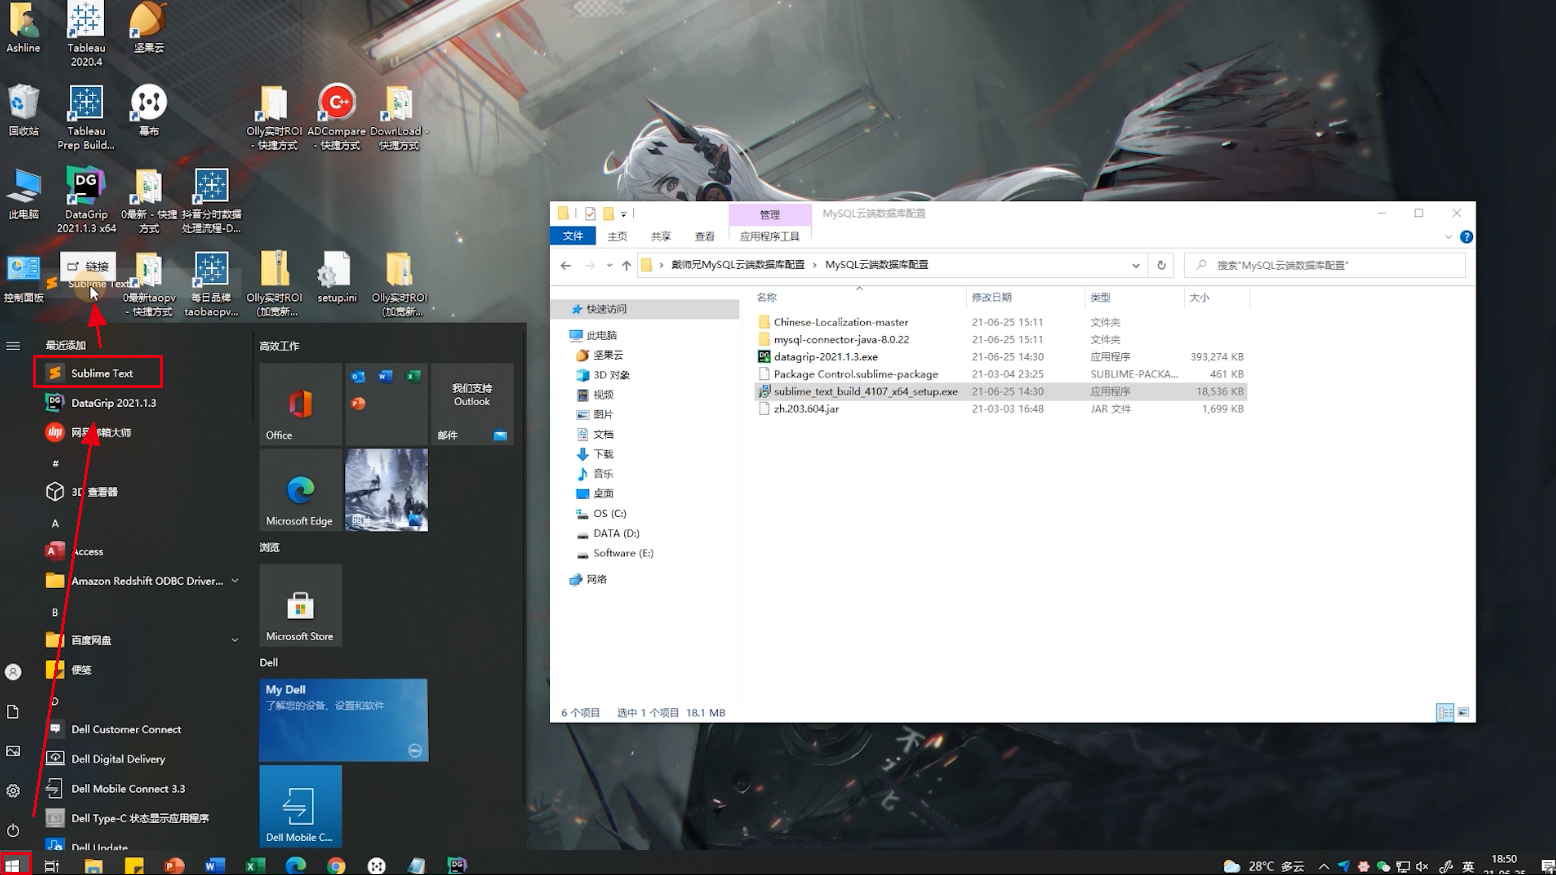 Ashline
Tableau
2020.4
坚果云
回收站
Tableau
Prep Build...
幕布
Olly实时ROI
- 快捷方式
ADCompare
- 快捷方式
DownLoad -
快捷方式
此电脑
DataGrip
2021.1.3 x64
0最新 - 快捷
方式
抖音分时数据
处理流程-D...
控制面板
链接
Sublime Text
0最新taopv
- 快捷方式
每日品牌
taobaopv...
Olly实时ROI
(加宽新...
setup.ini
Olly实时ROI
(加宽新...
最近添加
Sublime Text
DataGrip 2021.1.3
#
3D 查看器
A
Access
Amazon Redshift ODBC Driver...
B
百度网盘
便笺
D
Dell Customer Connect
Dell Digital Delivery
Dell Mobile Connect 3.3
Dell Type-C 状态显示应用程序
Dell Update
高效工作
Office
我们支持
Outlook
邮件
Microsoft Edge
照片
浏览
Microsoft Store
Dell
My Dell
了解您的设备、设置和软件
Dell Mobile C...
管理
MySQL云端数据库配置
文件
主页
共享
查看
应用程序工具
戴师兄MySQL云端数据库配置
MySQL云端数据库配置
搜索"MySQL云端数据库配置"
快速访问
此电脑
坚果云
3D 对象
视频
图片
文档
下载
音乐
桌面
OS (C:)
DATA (D:)
Software (E:)
网络
名称 修改日期 类型 大小
Chinese-Localization-master 21-06-25 15:11 文件夹
mysql-connector-java-8.0.22 21-06-25 15:11 文件夹
datagrip-2021.1.3.exe 21-06-25 14:30 应用程序 393,274 KB
Package Control.sublime-package 21-03-04 23:25 SUBLIME-PACKA... 461 KB
sublime_text_build_4107_x64_setup.exe 21-06-25 14:30 应用程序 18,536 KB
zh.203.604.jar 21-03-03 16:48 JAR 文件 1,699 KB
6 个项目 选中 1 个项目 18.1 MB
28°C 多云
英
18:50
21-06-25